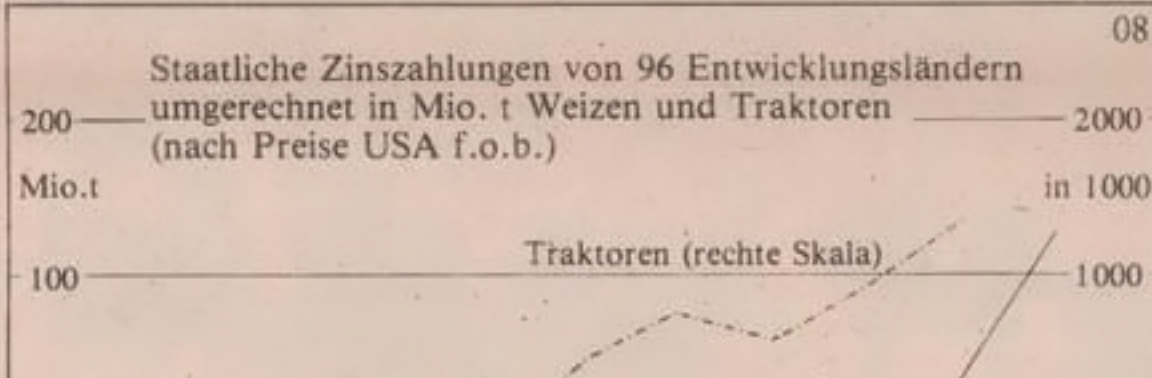 08
Staatliche Zinszahlungen von 96 Entwicklungsländern
200 umgerechnet in Mio. t Weizen und Traktoren 2000
(nach Preise USA f.o.b.)
Mio.t in 1000
Traktoren (rechte Skala)
100 1000